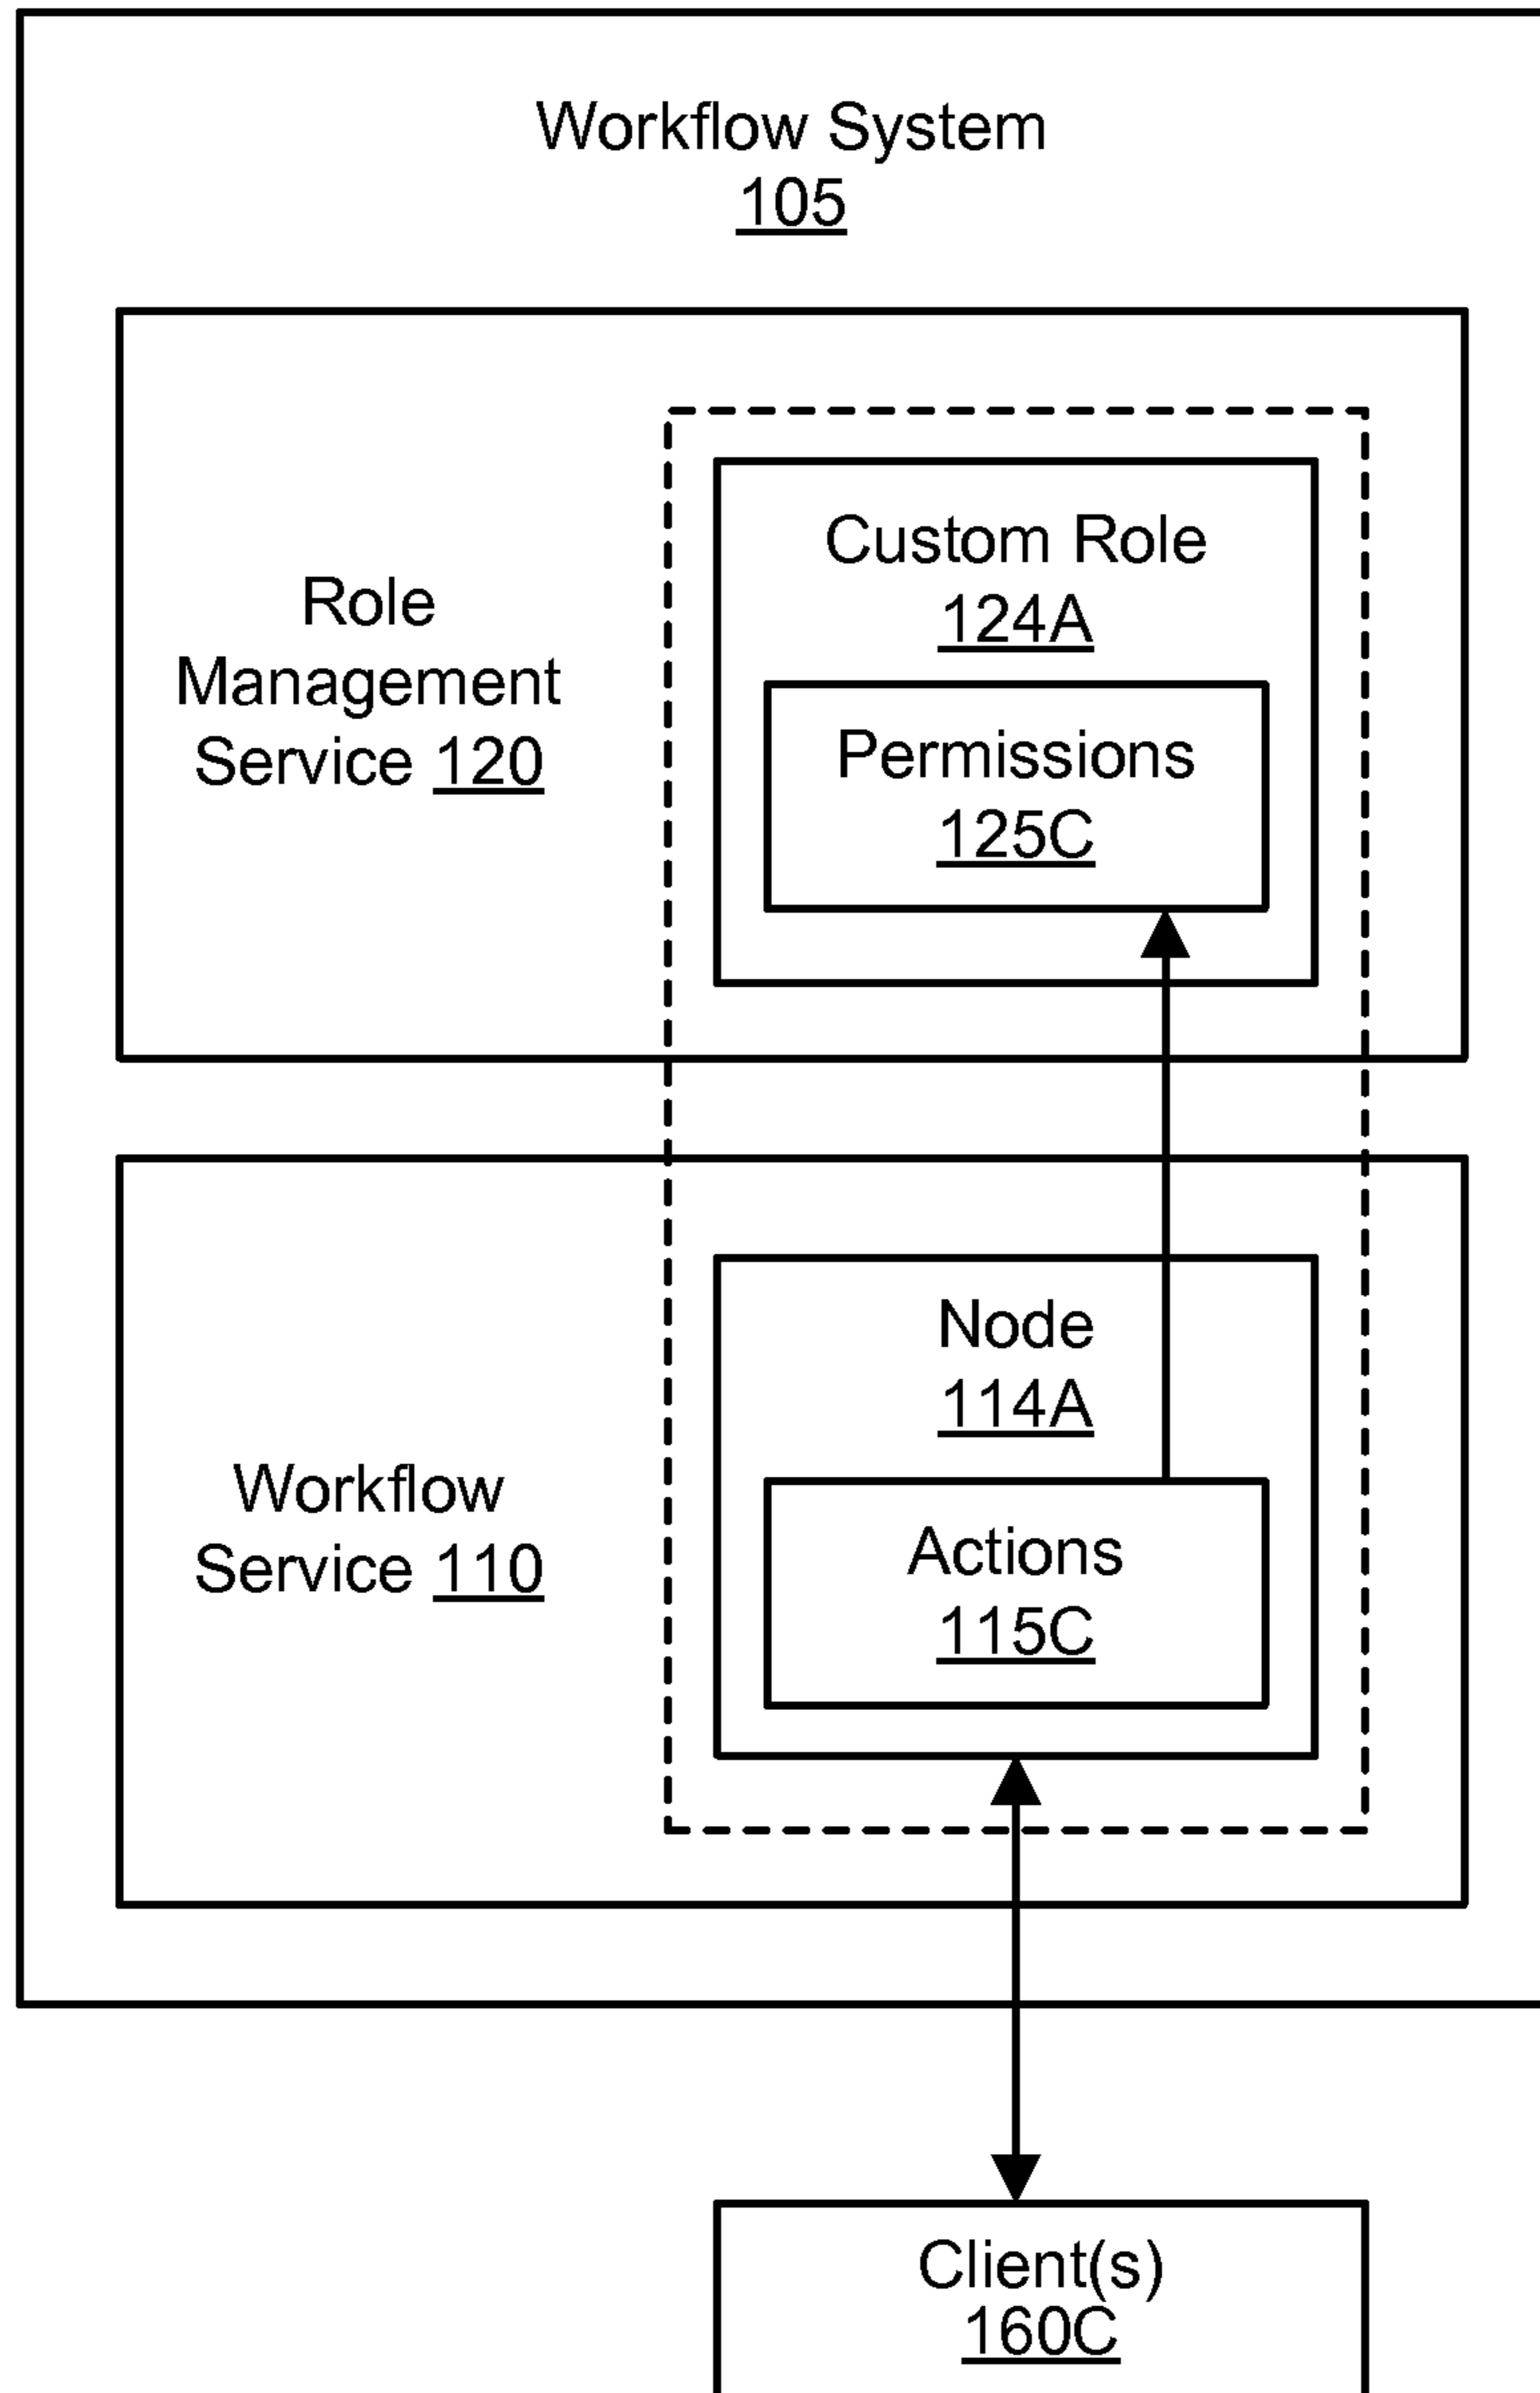 Workflow System
105
Role
Management
Service 120
Custom Role
124A
Permissions
125C
Workflow
Service 110
Node
114A
Actions
115C
Client(s)
160C